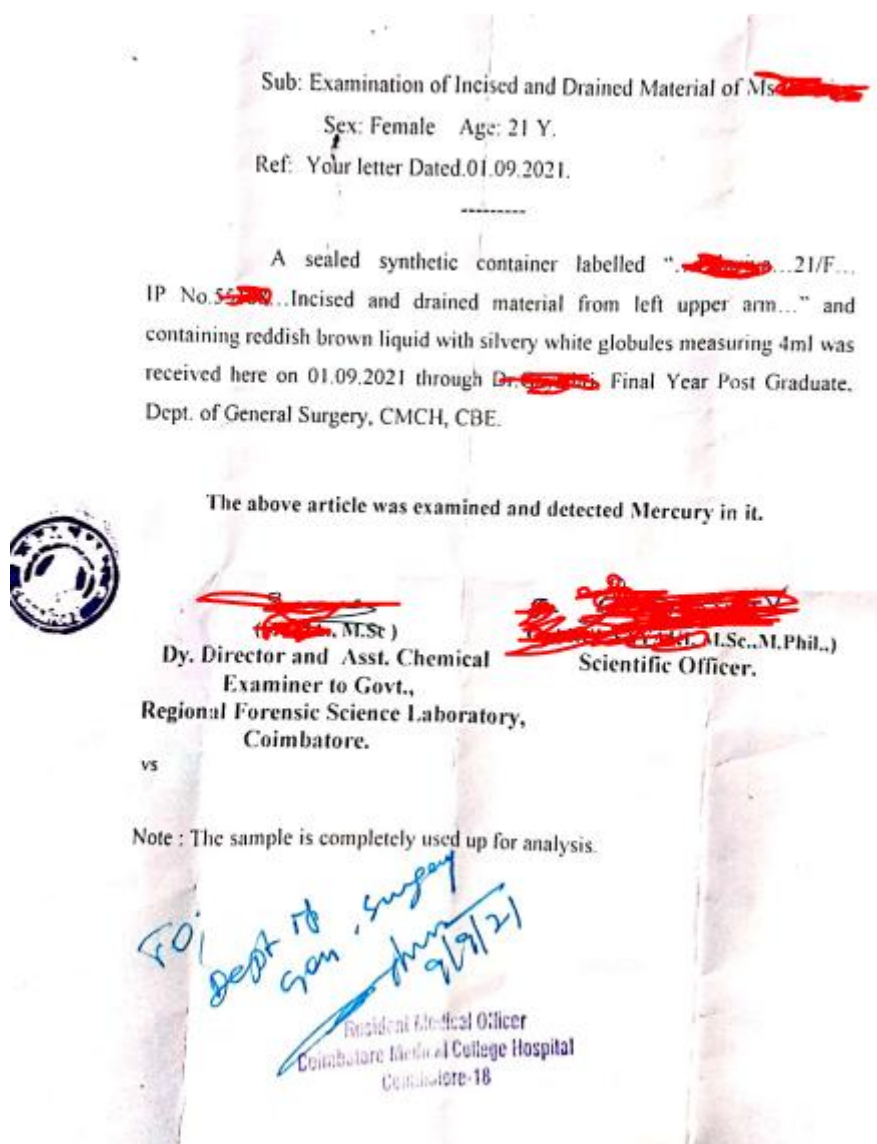 Sub: Examination of Incised and Drained Material of Ms
Sex: Female Age: 21 Y.
Ref: Your letter Dated.01.09.2021.
---------
A sealed synthetic container labelled “... ...21/F...
IP No. ...Incised and drained material from left upper arm...” and
containing reddish brown liquid with silvery white globules measuring 4ml was
received here on 01.09.2021 through Dr. Final Year Post Graduate,
Dept. of General Surgery, CMCH, CBE.
The above article was examined and detected Mercury in it.
M.Sc )
Dy. Director and Asst. Chemical
Examiner to Govt.,
Regional Forensic Science Laboratory,
Coimbatore.
M.Sc.,M.Phil.,)
Scientific Officer.
vs
Note : The sample is completely used up for analysis.
TO;
Dept of
Gen. Surgery
9/9/21
Resident Medical Officer
Coimbatore Medical College Hospital
Coimbatore-18